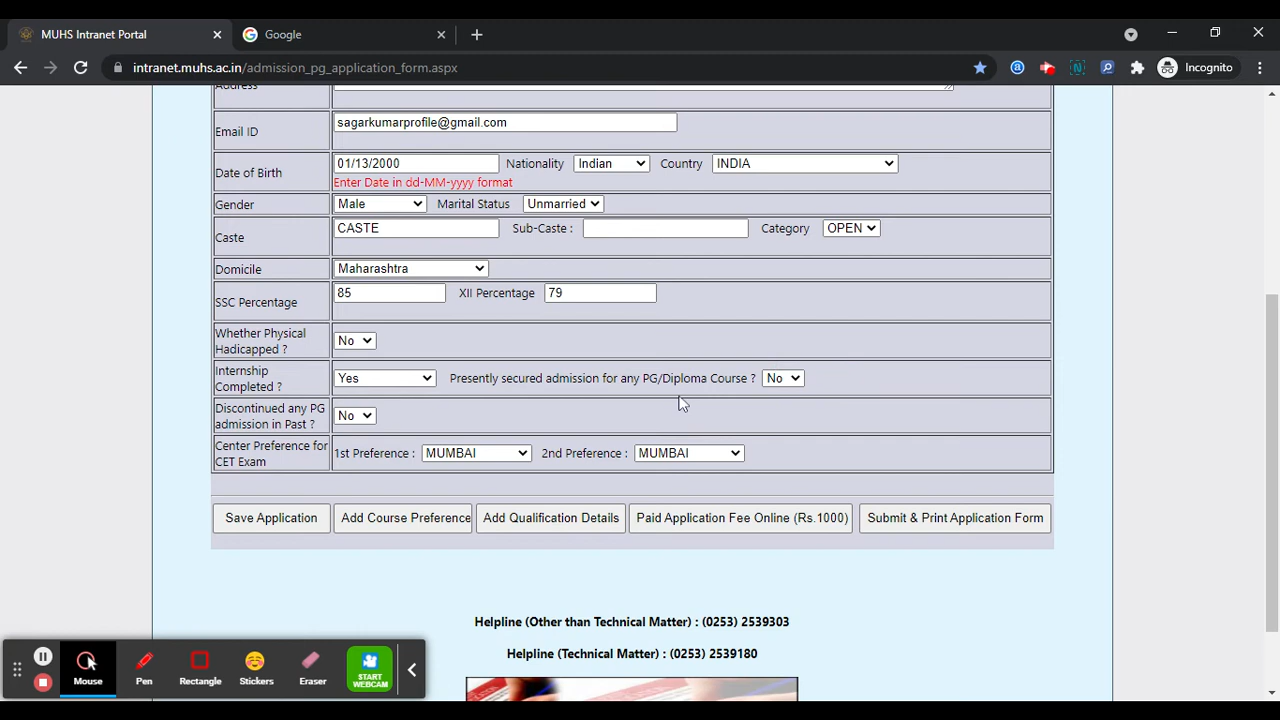 MUHS Intranet Portal Google
intranet.muhs.ac.in/admission_pg_application_form.aspx Incognito
Address
Email ID sagarkumarprofile@gmail.com
Date of Birth 01/13/2000 Nationality Indian Country INDIA
Enter Date in dd-MM-yyyy format
Gender Male Marital Status Unmarried
Caste CASTE Sub-Caste : Category OPEN
Domicile Maharashtra
SSC Percentage 85 XII Percentage 79
Whether Physical
Hadicapped ? No
Internship
Completed ? Yes Presently secured admission for any PG/Diploma Course ? No
Discontinued any PG
admission in Past ? No
Center Preference for
CET Exam 1st Preference : MUMBAI 2nd Preference : MUMBAI
Save Application Add Course Preference Add Qualification Details Paid Application Fee Online (Rs.1000) Submit & Print Application Form
Helpline (Other than Technical Matter) : (0253) 2539303
Helpline (Technical Matter) : (0253) 2539180
Mouse Pen Rectangle Stickers Eraser START
WEBCAM